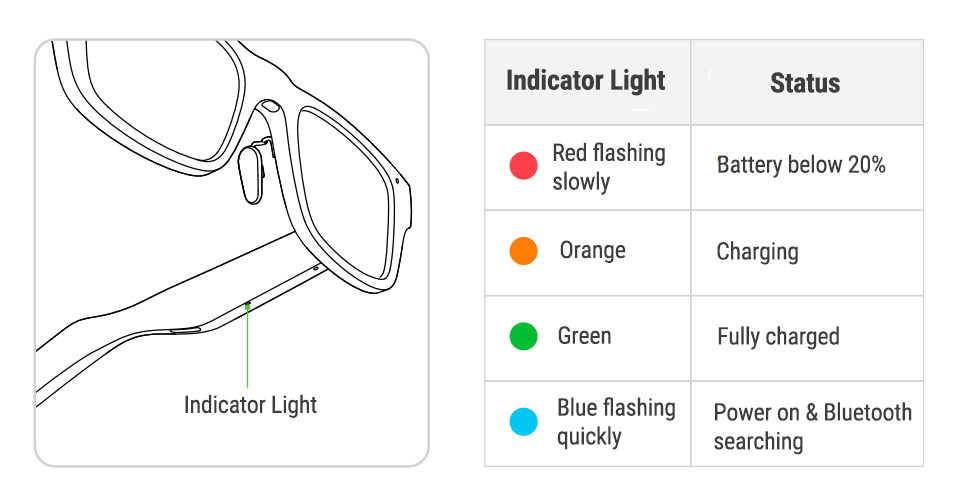 Indicator Light
Indicator Light
Status
Red flashing
slowly
Battery below 20%
Orange
Charging
Green
Fully charged
Blue flashing
quickly
Power on & Bluetooth
searching